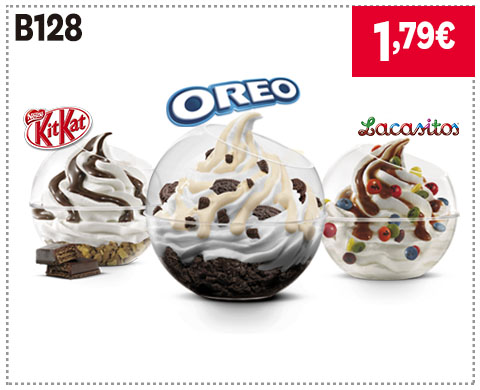 B128
1,79€
OREO
Nestlé
KitKat
Lacasitos